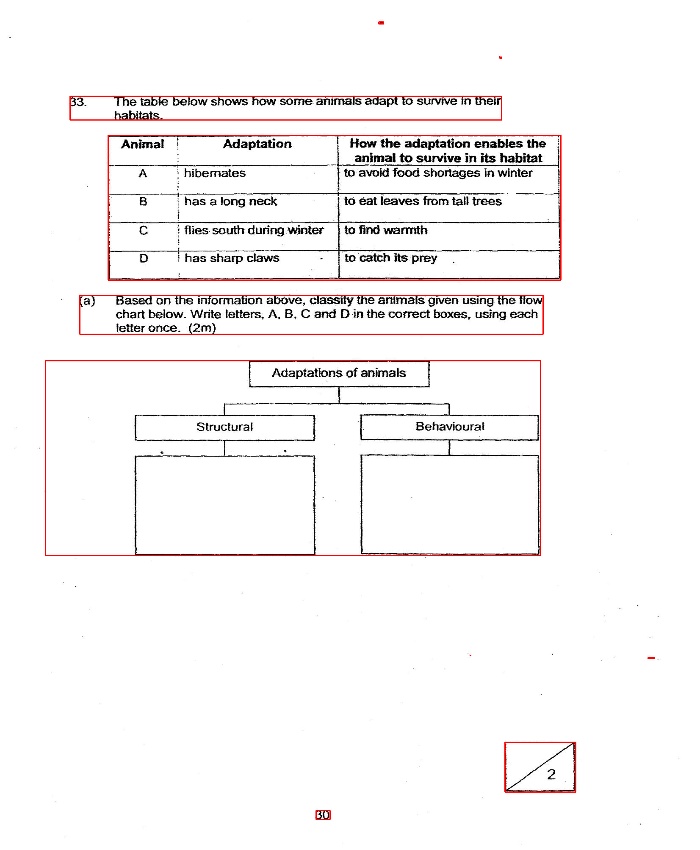 33. The table below shows how some animals adapt to survive in their
habitats.
Animal Adaptation How the adaptation enables the
animal to survive in its habitat
A hibernates to avoid food shortages in winter
B has a long neck to eat leaves from tall trees
C flies south during winter to find warmth
D has sharp claws to catch its prey
(a) Based on the information above, classify the animals given using the flow
chart below. Write letters, A, B, C and D in the correct boxes, using each
letter once. (2m)
Adaptations of animals
Structural Behavioural
2
30